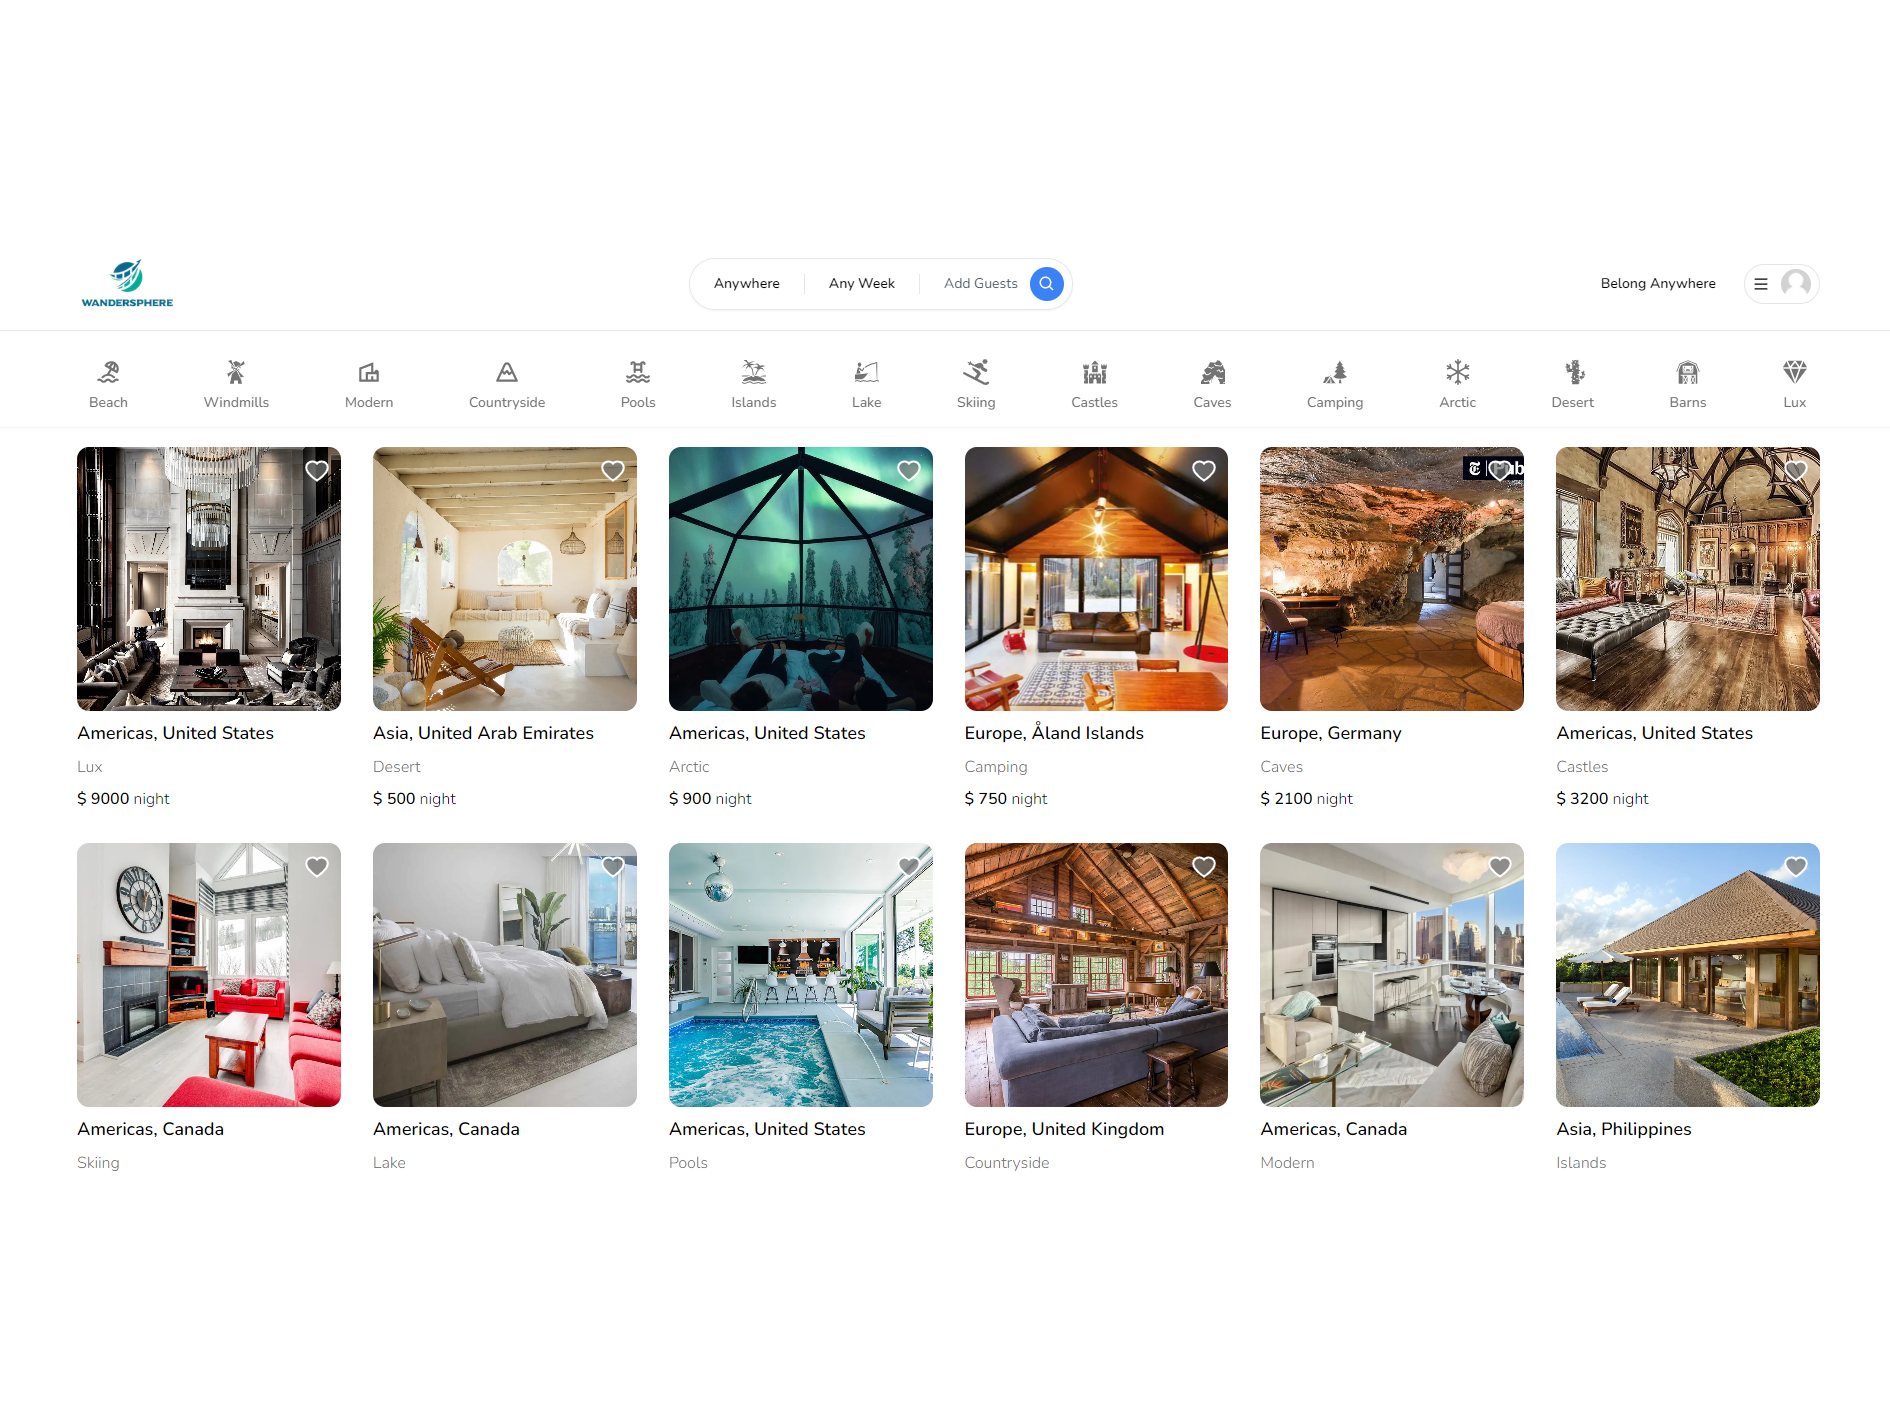 WANDERSPHERE
Anywhere Any Week Add Guests
Belong Anywhere
Beach Windmills Modern Countryside Pools Islands Lake Skiing Castles Caves Camping Arctic Desert Barns Lux
Americas, United States
Lux
$ 9000 night
Asia, United Arab Emirates
Desert
$ 500 night
Americas, United States
Arctic
$ 900 night
Europe, Åland Islands
Camping
$ 750 night
Europe, Germany
Caves
$ 2100 night
Americas, United States
Castles
$ 3200 night
Americas, Canada
Skiing
Americas, Canada
Lake
Americas, United States
Pools
Europe, United Kingdom
Countryside
Americas, Canada
Modern
Asia, Philippines
Islands